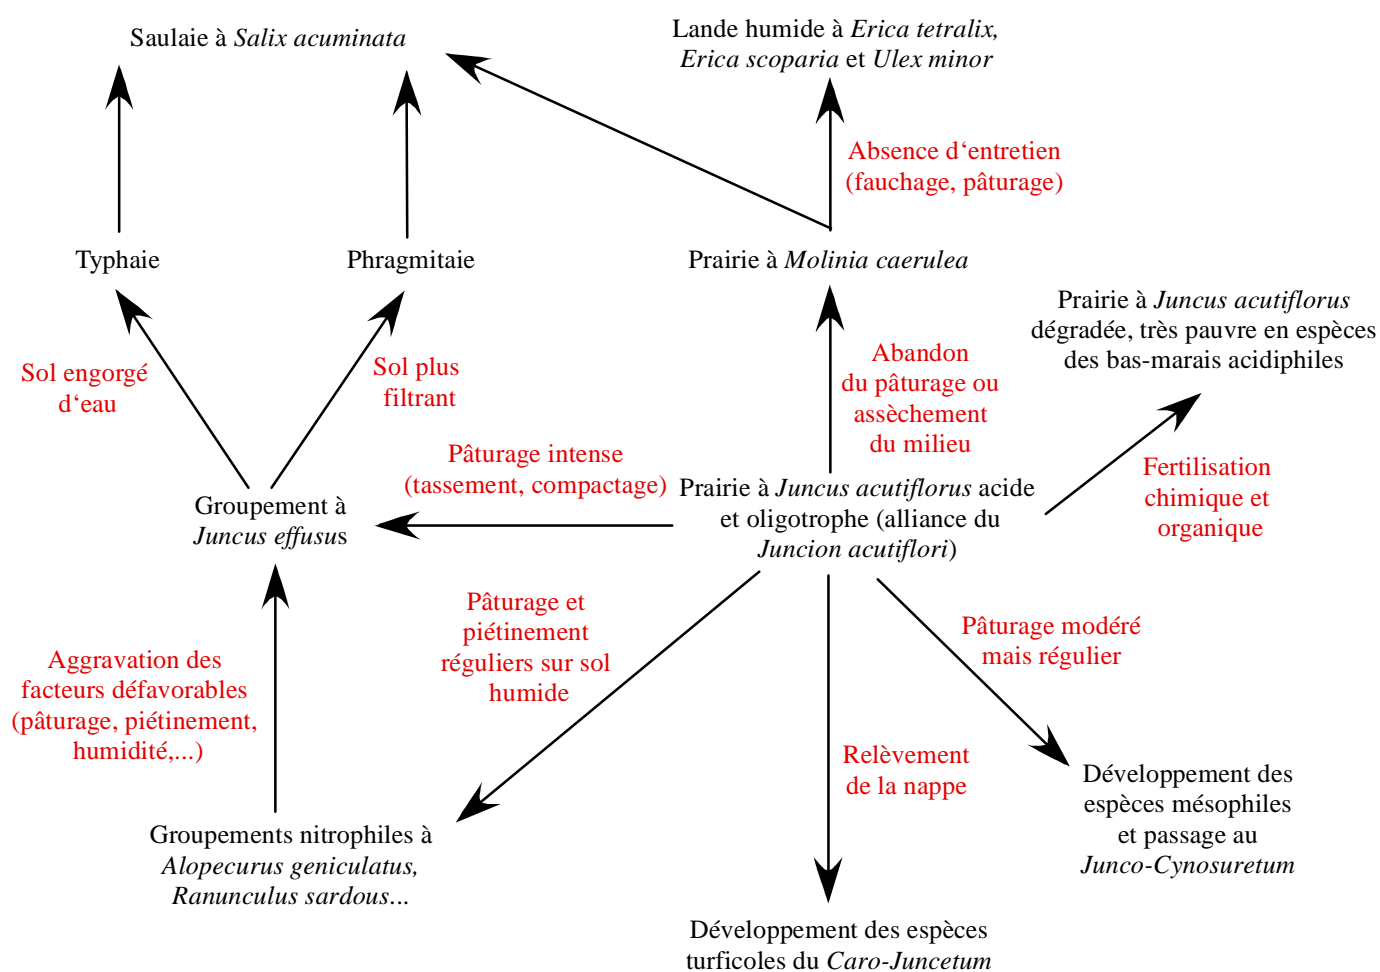 Saulaie à Salix acuminata
Lande humide à Erica tetralix,
Erica scoparia et Ulex minor
Absence d‘entretien
(fauchage, pâturage)
Typhaie
Phragmitaie
Prairie à Molinia caerulea
Prairie à Juncus acutiflorus
dégradée, très pauvre en espèces
des bas-marais acidiphiles
Sol engorgé
d‘eau
Sol plus
filtrant
Abandon
du pâturage ou
assèchement
du milieu
Pâturage intense
(tassement, compactage)
Fertilisation
chimique et
organique
Groupement à
Juncus effusus
Prairie à Juncus acutiflorus acide
et oligotrophe (alliance du
Juncion acutiflori)
Pâturage et
piétinement
réguliers sur sol
humide
Pâturage modéré
mais régulier
Aggravation des
facteurs défavorables
(pâturage, piétinement,
humidité,...)
Relèvement
de la nappe
Développement des
espèces mésophiles
et passage au
Junco-Cynosuretum
Groupements nitrophiles à
Alopecurus geniculatus,
Ranunculus sardous...
Développement des espèces
turficoles du Caro-Juncetum